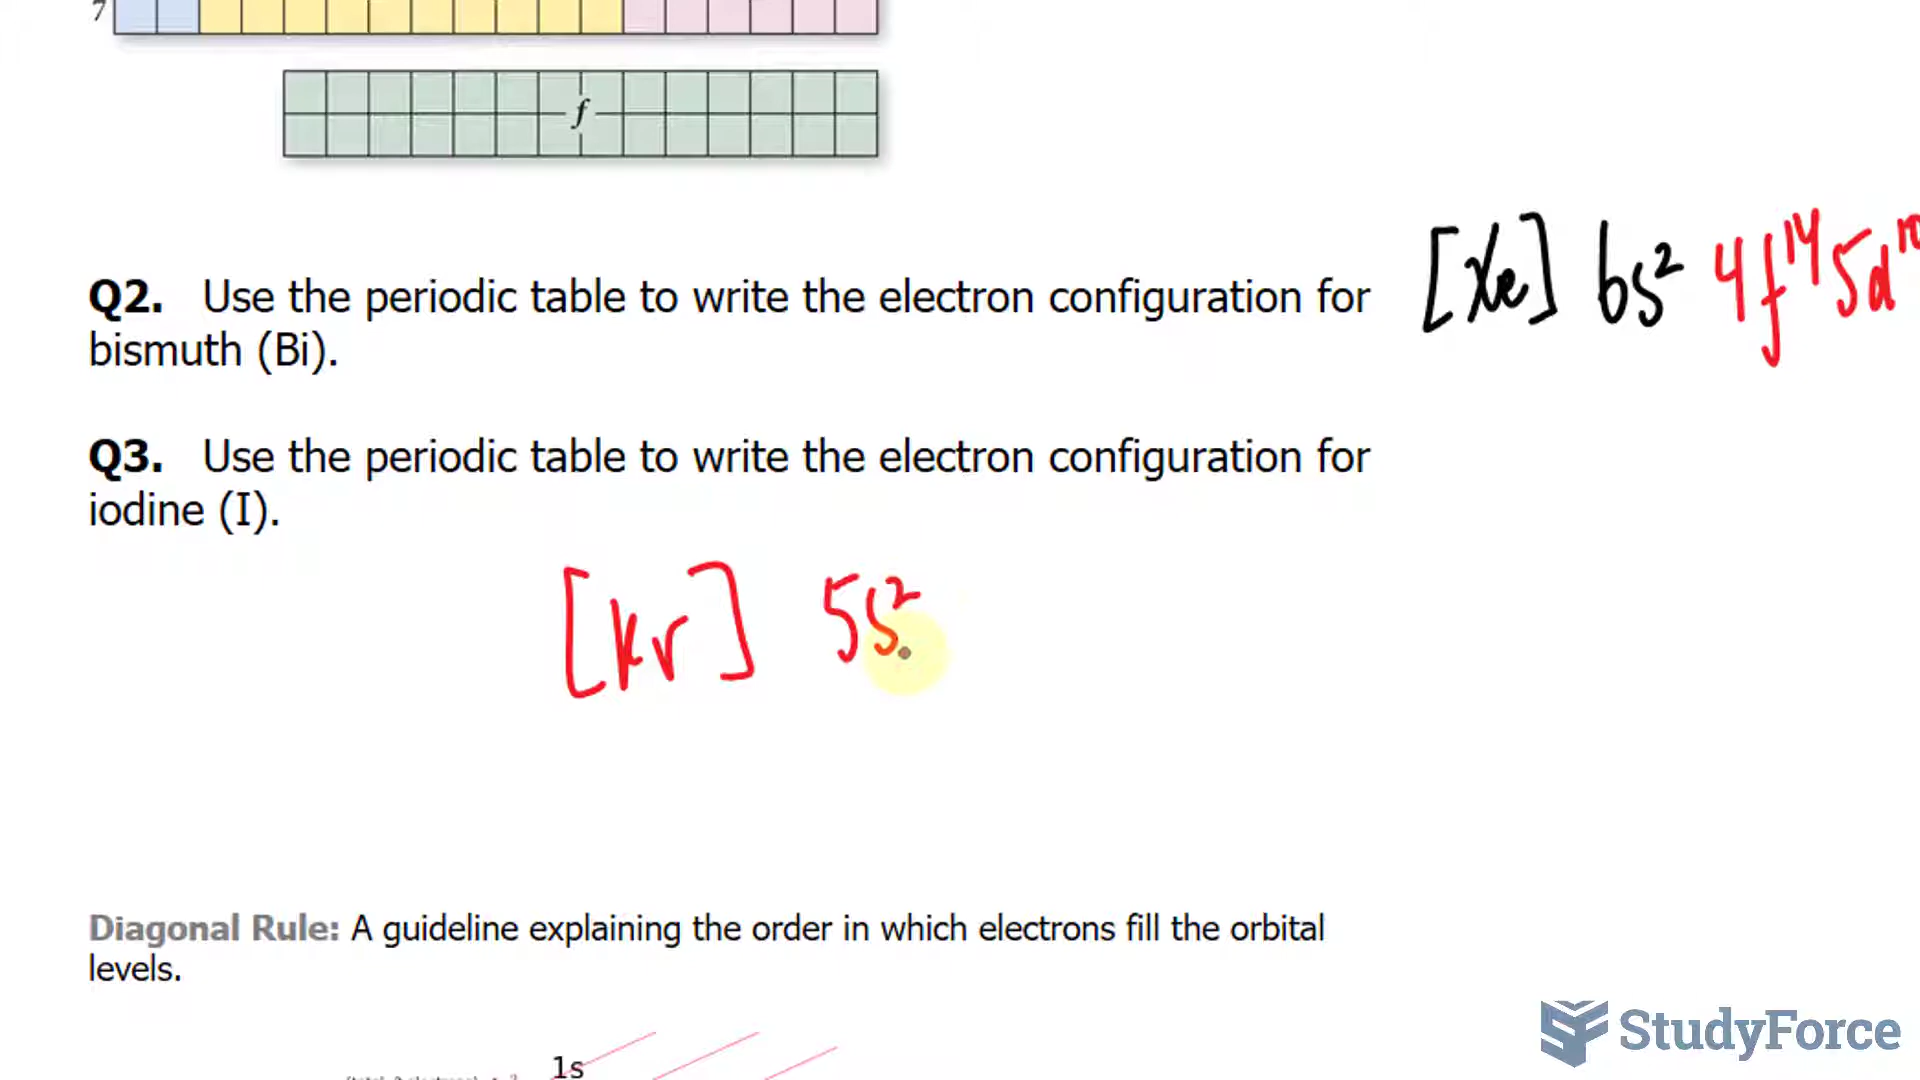 7
f
[Xe] 6s² 4f¹⁴ 5d¹⁰
Q2. Use the periodic table to write the electron configuration for
bismuth (Bi).
Q3. Use the periodic table to write the electron configuration for
iodine (I).
[Kr] 5s²
Diagonal Rule: A guideline explaining the order in which electrons fill the orbital
levels.
1s
StudyForce